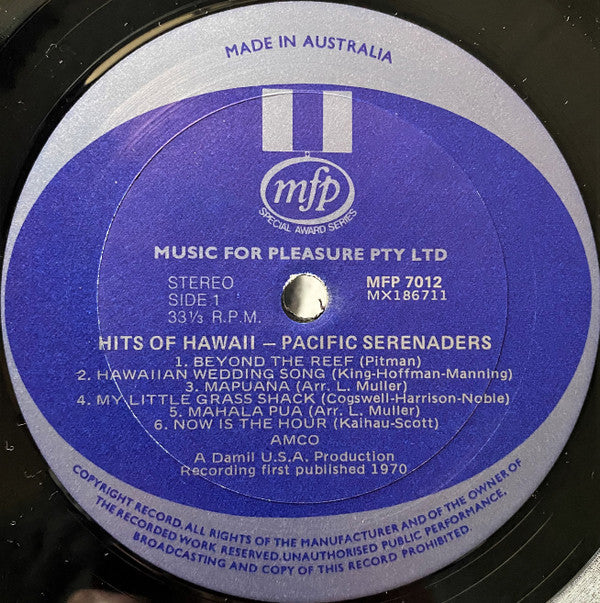 MADE IN AUSTRALIA
mfp
SPECIAL AWARD SERIES
MUSIC FOR PLEASURE PTY LTD
STEREO
SIDE 1
33⅓ R.P.M.
MFP 7012
MX186711
HITS OF HAWAII – PACIFIC SERENADERS
1. BEYOND THE REEF (Pitman)
2. HAWAIIAN WEDDING SONG (King-Hoffman-Manning)
3. MAPUANA (Arr. L. Muller)
4. MY LITTLE GRASS SHACK (Cogswell-Harrison-Noble)
5. MAHALA PUA (Arr. L. Muller)
6. NOW IS THE HOUR (Kaihau-Scott)
AMCO
A Damil U.S.A. Production
Recording first published 1970
COPYRIGHT RECORD. ALL RIGHTS OF THE MANUFACTURER AND OF THE OWNER OF
THE RECORDED WORK RESERVED. UNAUTHORISED PUBLIC PERFORMANCE,
BROADCASTING AND COPY OF THIS RECORD PROHIBITED.